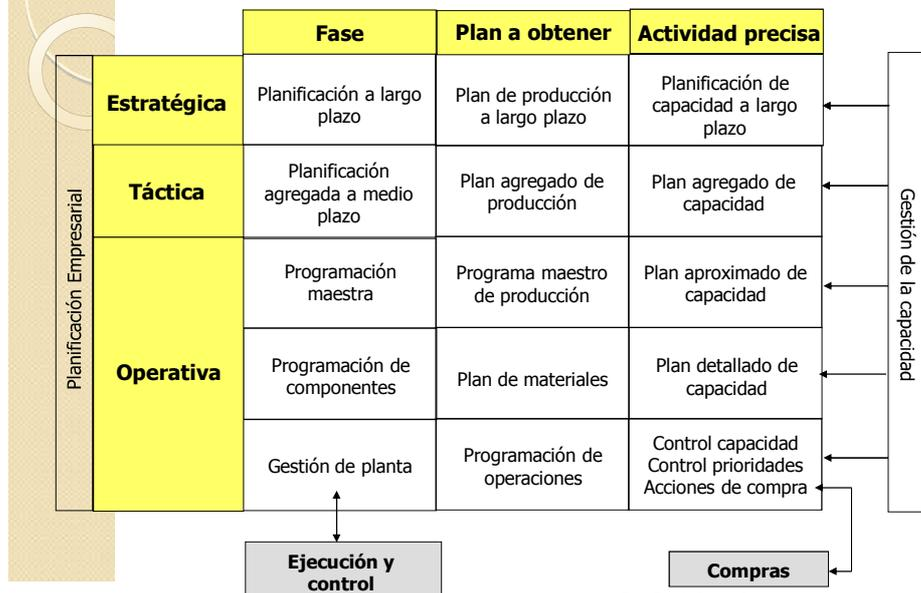 Fase
Plan a obtener
Actividad precisa
Planificación Empresarial
Estratégica
Planificación a largo
plazo
Plan de producción
a largo plazo
Planificación de
capacidad a largo
plazo
Táctica
Planificación
agregada a medio
plazo
Plan agregado de
producción
Plan agregado de
capacidad
Operativa
Programación
maestra
Programa maestro
de producción
Plan aproximado de
capacidad
Programación de
componentes
Plan de materiales
Plan detallado de
capacidad
Gestión de planta
Programación de
operaciones
Control capacidad
Control prioridades
Acciones de compra
Gestión de la capacidad
Ejecución y
control
Compras